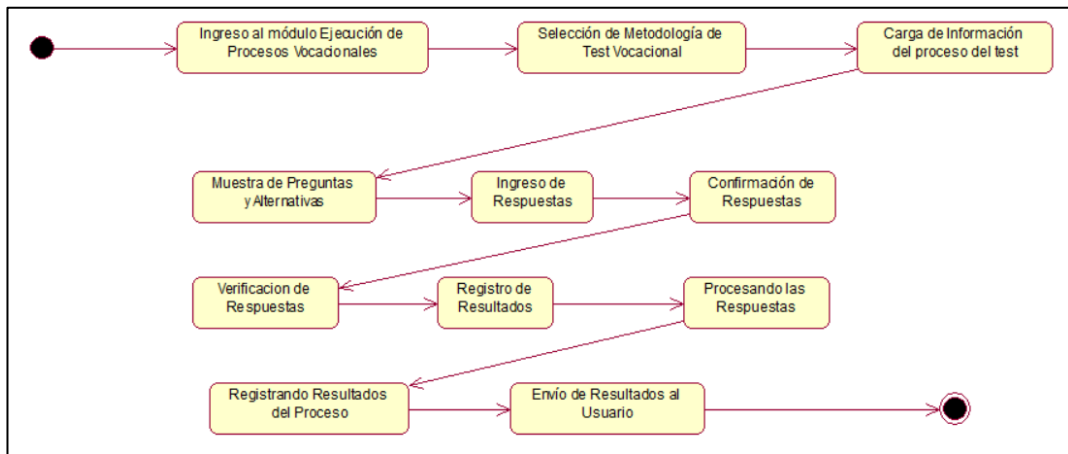 Ingreso al módulo Ejecución de
Procesos Vocacionales
Selección de Metodología de
Test Vocacional
Carga de Información
del proceso del test
Muestra de Preguntas
y Alternativas
Ingreso de
Respuestas
Confirmación de
Respuestas
Verificacion de
Respuestas
Registro de
Resultados
Procesando las
Respuestas
Registrando Resultados
del Proceso
Envío de Resultados al
Usuario